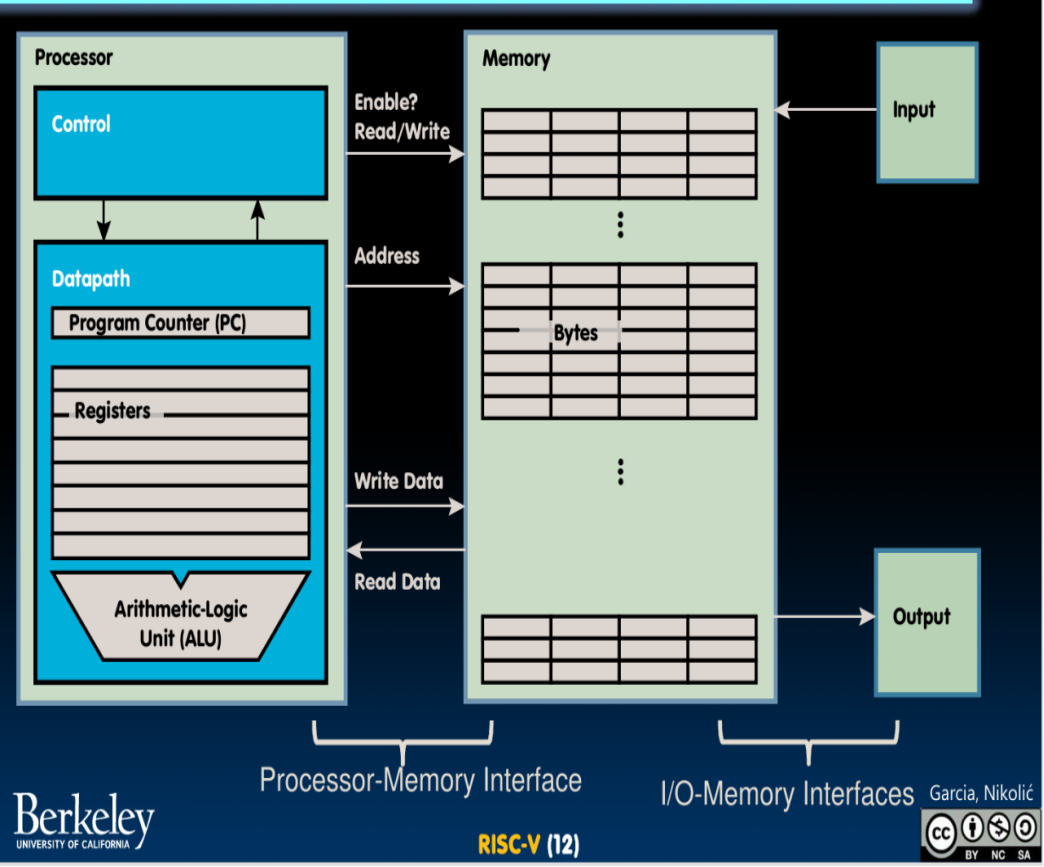 Processor
Control
Datapath
Program Counter (PC)
Registers
Arithmetic-Logic
Unit (ALU)
Enable?
Read/Write
Address
Write Data
Read Data
Memory
Bytes
Input
Output
Processor-Memory Interface
I/O-Memory Interfaces
Berkeley
UNIVERSITY OF CALIFORNIA
RISC-V (12)
Garcia, Nikolić
cc
BY NC SA